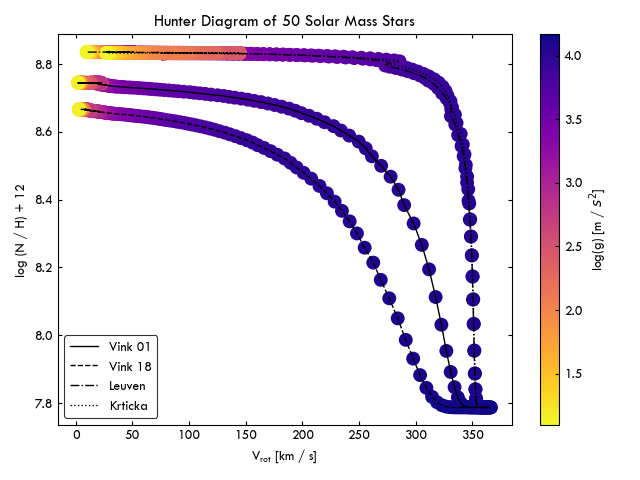 Hunter Diagram of 50 Solar Mass Stars
8.8
8.6
8.4
8.2
8.0
7.8
log (N / H) + 12
Vink 01
Vink 18
Leuven
Krticka
0
50
100
150
200
250
300
350
V_rot [km / s]
4.0
3.5
3.0
2.5
2.0
1.5
log(g) [m / s²]